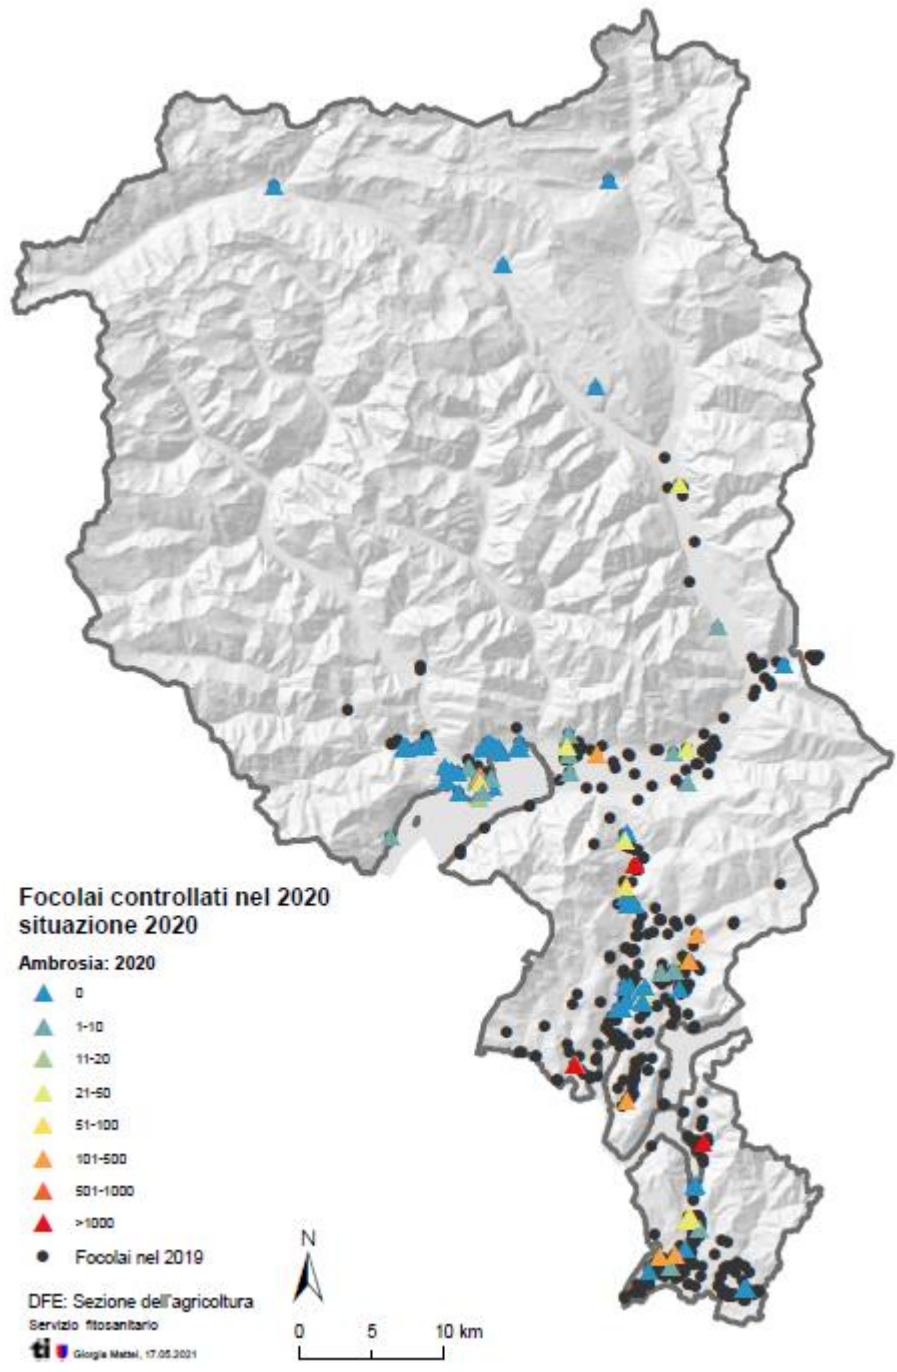 Focolai controllati nel 2020
situazione 2020
Ambrosia: 2020
0
1-10
11-20
21-50
51-100
101-500
501-1000
>1000
Focolai nel 2019
DFE: Sezione dell'agricoltura
Servizio fitosanitario
ti Giorgia Mattei, 17.05.2021
N
0 5 10 km